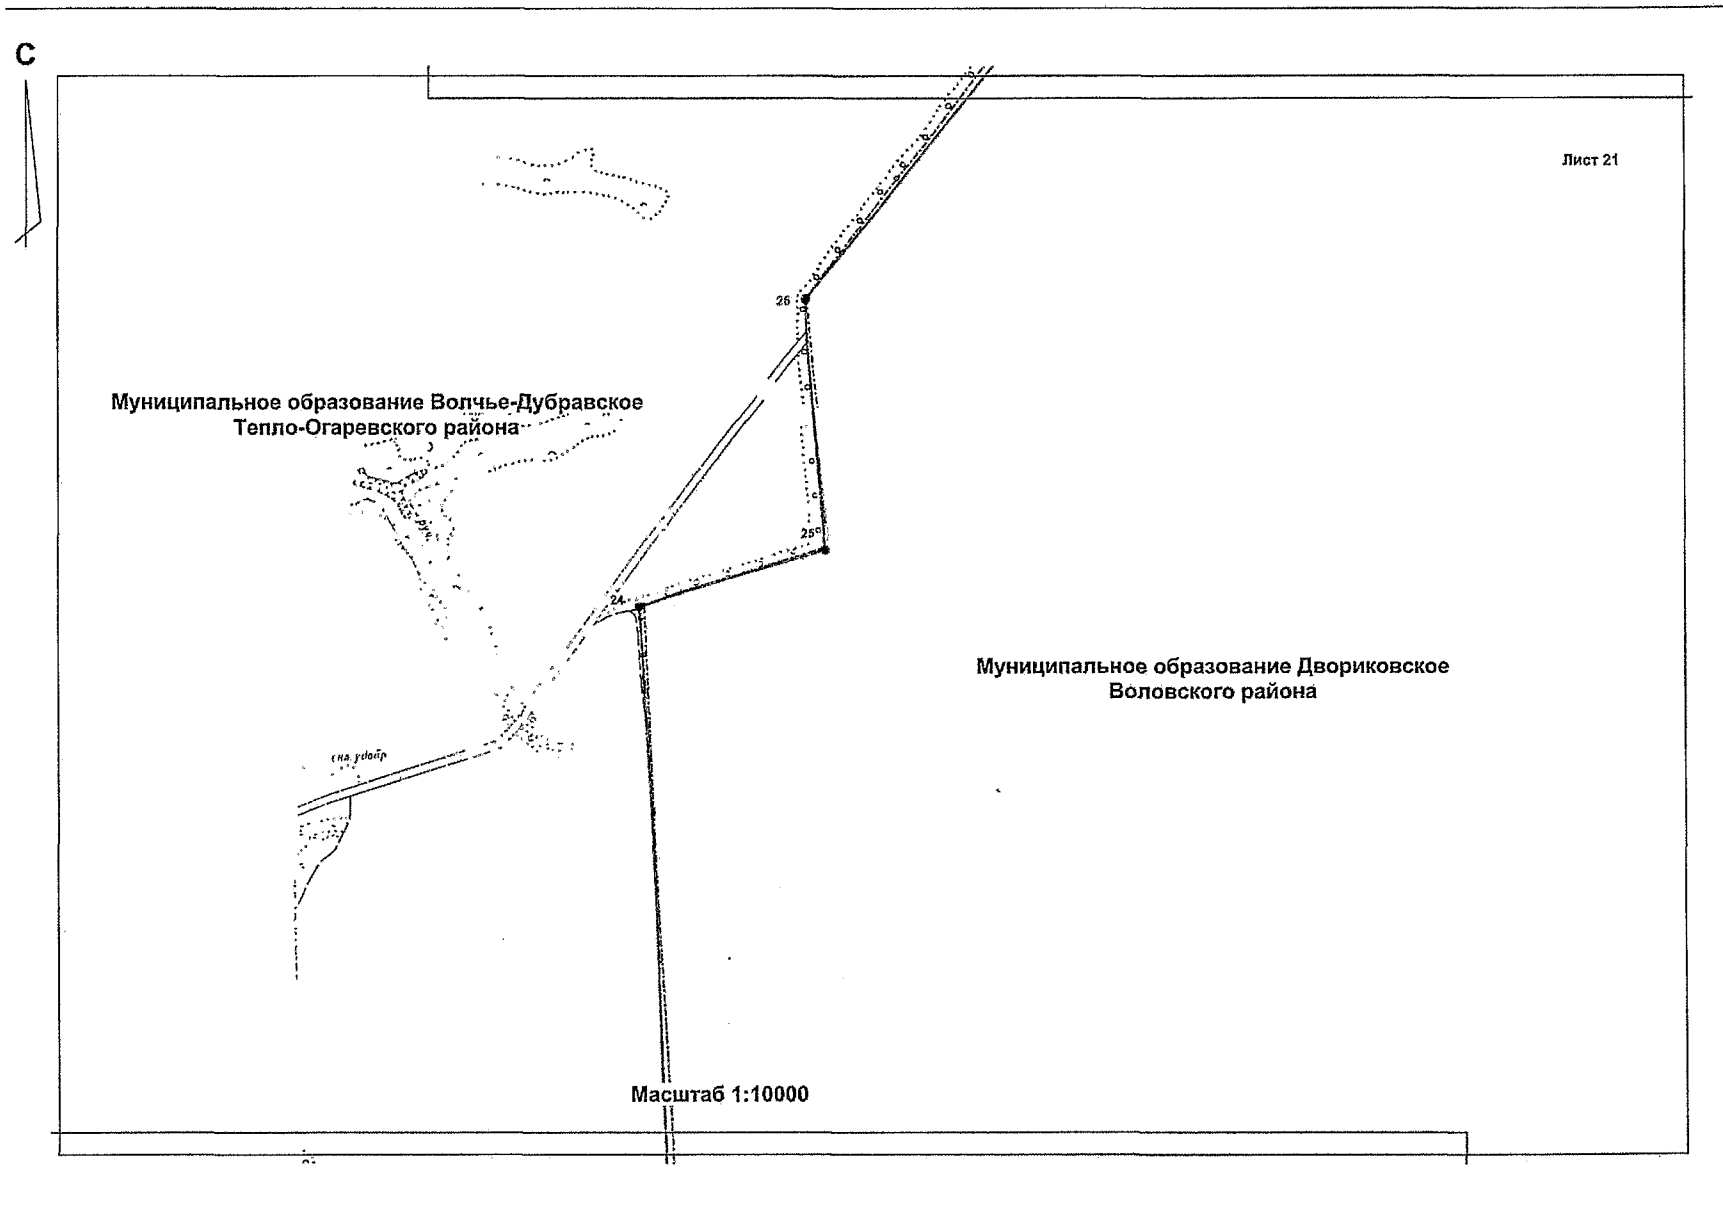 С
Лист 21
26
Муниципальное образование Волчье-Дубравское
Тепло-Огаревского района
руч.
25
24
Муниципальное образование Двориковское
Воловского района
Масштаб 1:10000